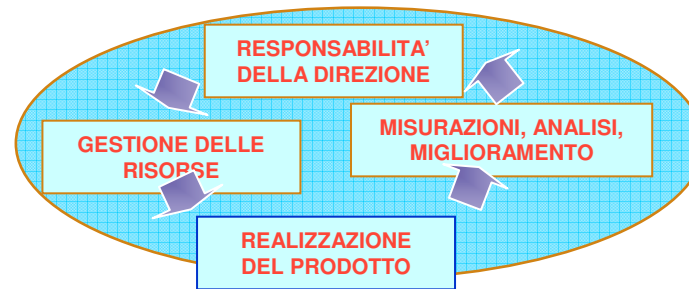 RESPONSABILITA'
DELLA DIREZIONE
GESTIONE DELLE
RISORSE
MISURAZIONI, ANALISI,
MIGLIORAMENTO
REALIZZAZIONE
DEL PRODOTTO